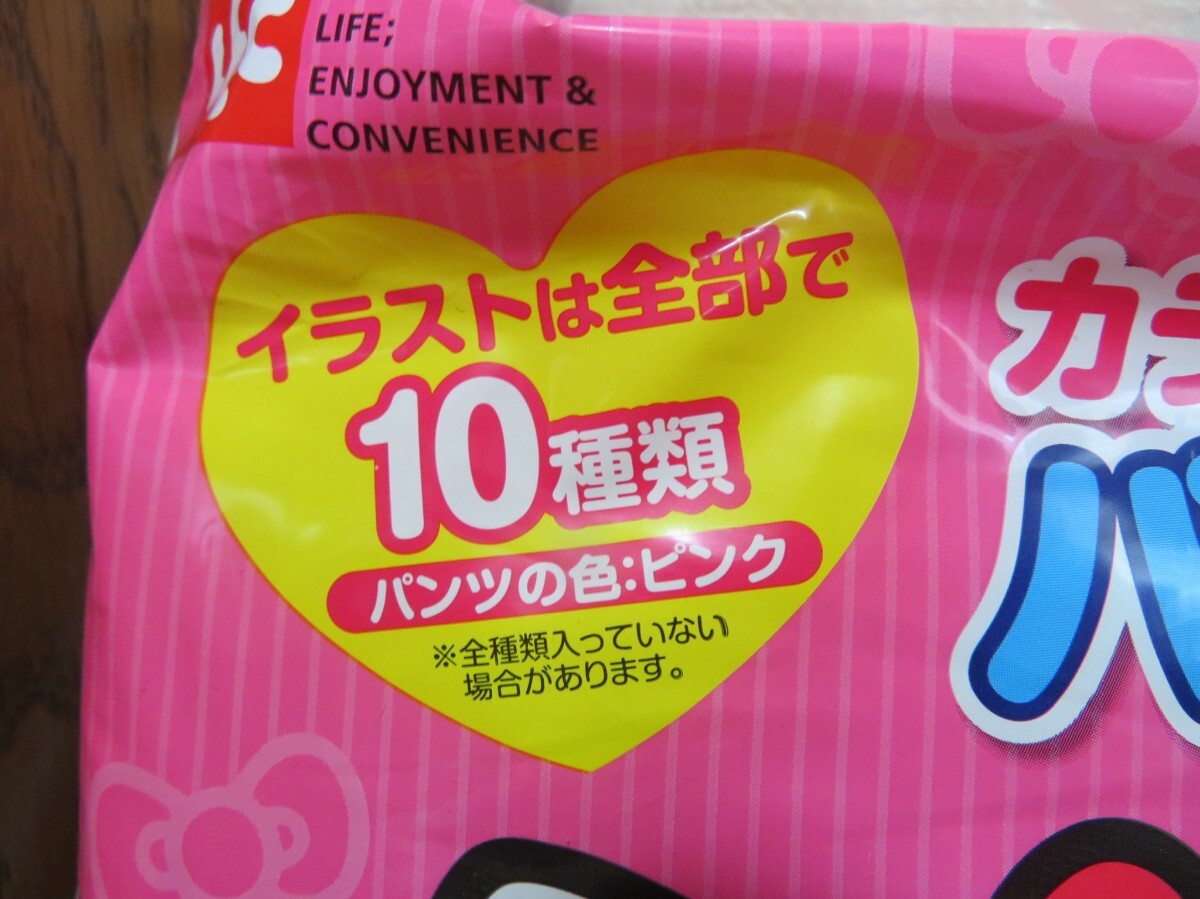 LIFE;
ENJOYMENT &
CONVENIENCE
イラストは全部で
10種類
パンツの色:ピンク
※全種類入っていない
場合があります。
カ
パ